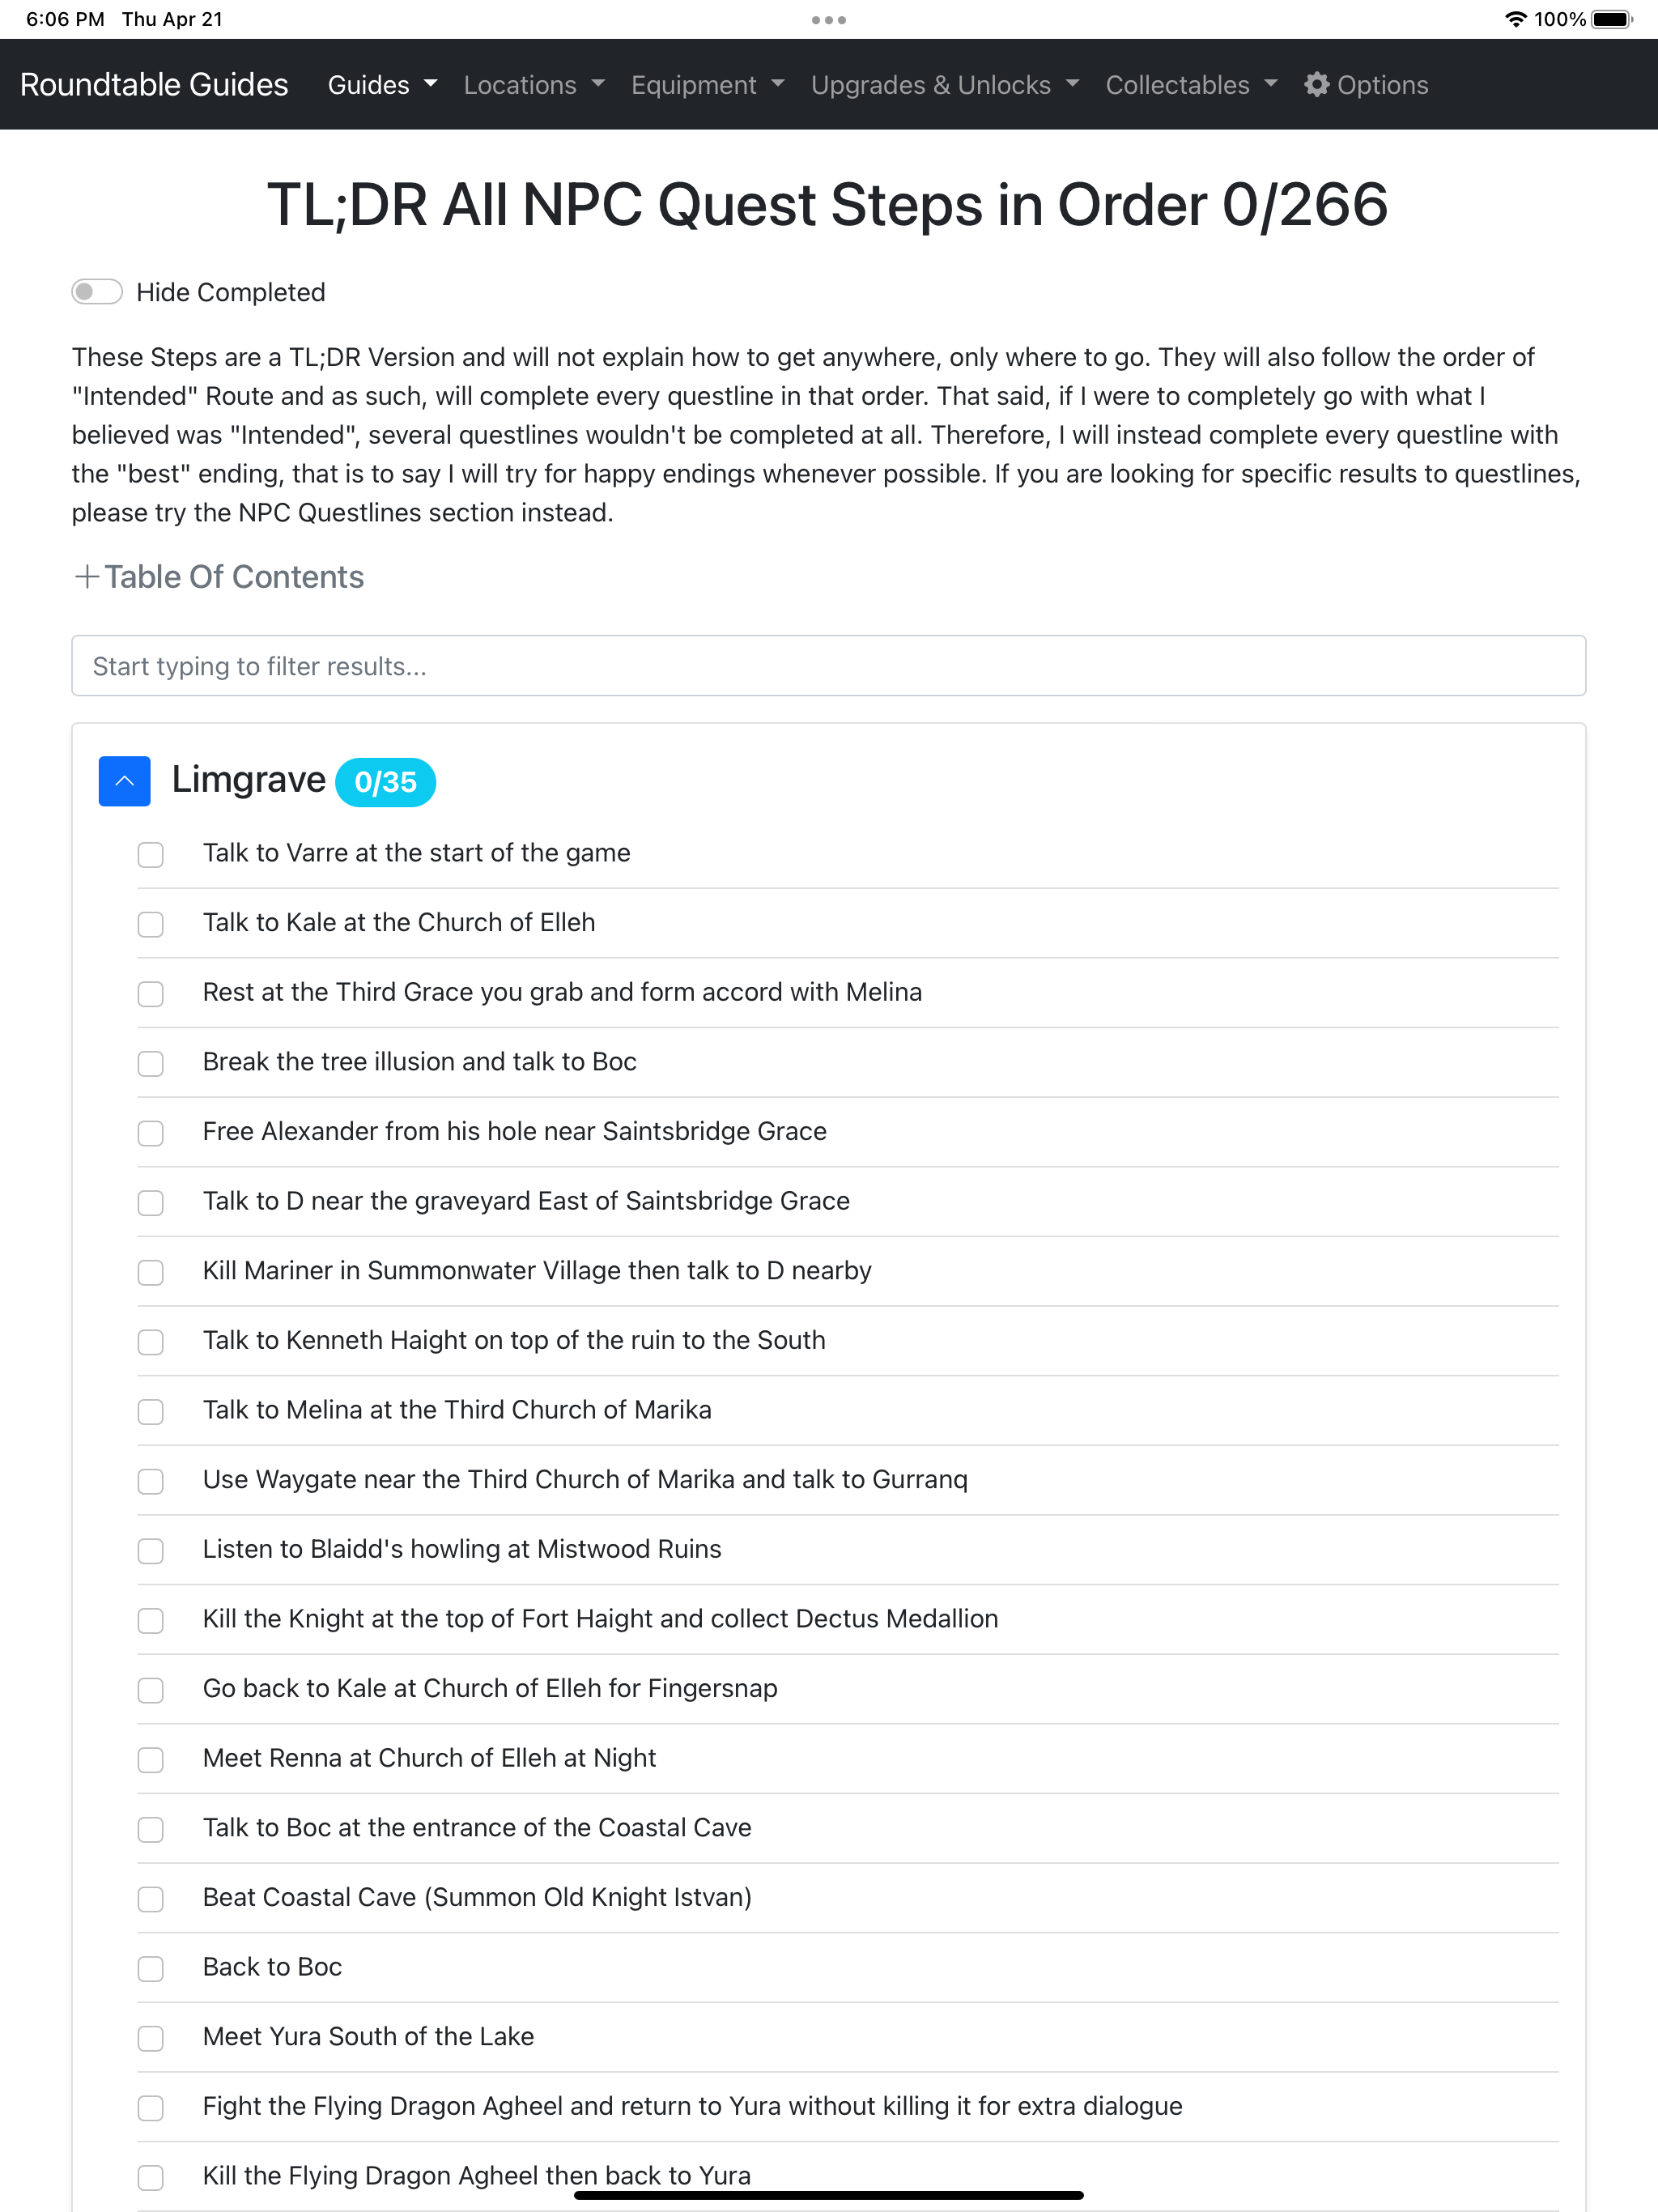 6:06 PM Thu Apr 21
100%
Roundtable Guides Guides Locations Equipment Upgrades & Unlocks Collectables Options
TL;DR All NPC Quest Steps in Order 0/266
Hide Completed
These Steps are a TL;DR Version and will not explain how to get anywhere, only where to go. They will also follow the order of
"Intended" Route and as such, will complete every questline in that order. That said, if I were to completely go with what I
believed was "Intended", several questlines wouldn't be completed at all. Therefore, I will instead complete every questline with
the "best" ending, that is to say I will try for happy endings whenever possible. If you are looking for specific results to questlines,
please try the NPC Questlines section instead.
+Table Of Contents
Start typing to filter results...
Limgrave 0/35
Talk to Varre at the start of the game
Talk to Kale at the Church of Elleh
Rest at the Third Grace you grab and form accord with Melina
Break the tree illusion and talk to Boc
Free Alexander from his hole near Saintsbridge Grace
Talk to D near the graveyard East of Saintsbridge Grace
Kill Mariner in Summonwater Village then talk to D nearby
Talk to Kenneth Haight on top of the ruin to the South
Talk to Melina at the Third Church of Marika
Use Waygate near the Third Church of Marika and talk to Gurranq
Listen to Blaidd's howling at Mistwood Ruins
Kill the Knight at the top of Fort Haight and collect Dectus Medallion
Go back to Kale at Church of Elleh for Fingersnap
Meet Renna at Church of Elleh at Night
Talk to Boc at the entrance of the Coastal Cave
Beat Coastal Cave (Summon Old Knight Istvan)
Back to Boc
Meet Yura South of the Lake
Fight the Flying Dragon Agheel and return to Yura without killing it for extra dialogue
Kill the Flying Dragon Agheel then back to Yura